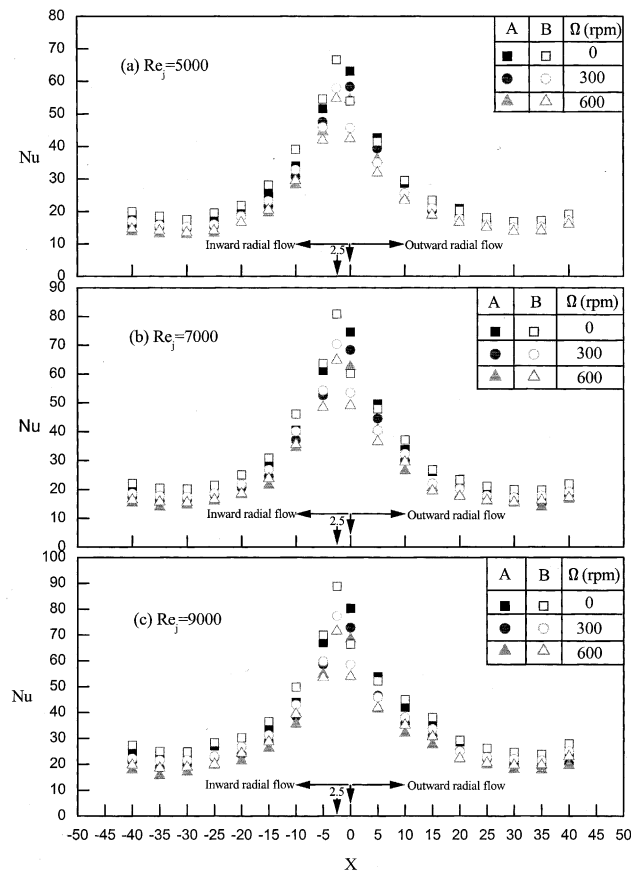 80
70
60
50
40
30
20
10
0
Nu
(a) Rej=5000
A B Ω (rpm)
0
300
600
Inward radial flow
2.5
Outward radial flow
90
80
70
60
50
40
30
20
10
0
Nu
(b) Rej=7000
A B Ω (rpm)
0
300
600
Inward radial flow
2.5
Outward radial flow
100
90
80
70
60
50
40
30
20
10
0
Nu
(c) Rej=9000
A B Ω (rpm)
0
300
600
Inward radial flow
2.5
Outward radial flow
-50 -45 -40 -35 -30 -25 -20 -15 -10 -5 0 5 10 15 20 25 30 35 40 45 50
X